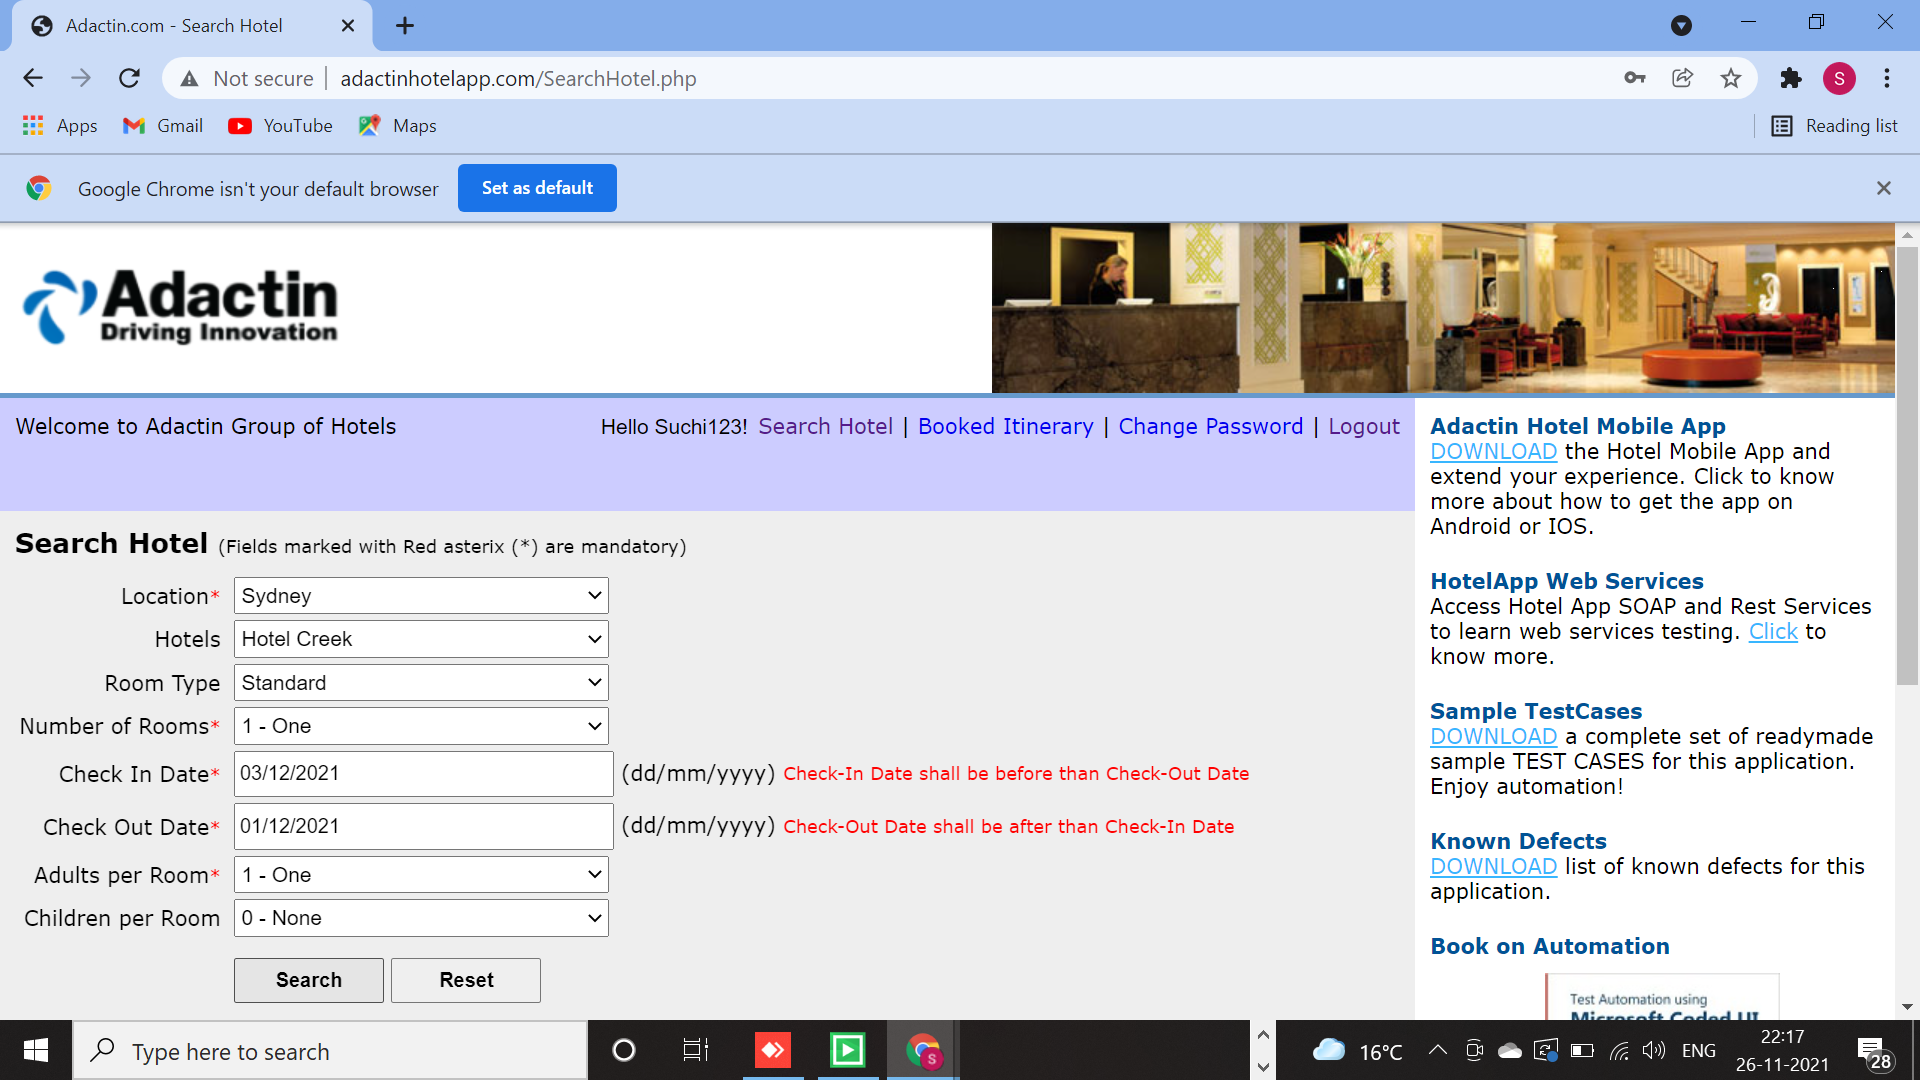 Adactin.com - Search Hotel
Not secure | adactinhotelapp.com/SearchHotel.php
S
Apps Gmail YouTube Maps Reading list
Google Chrome isn't your default browser Set as default
Adactin
Driving Innovation
Welcome to Adactin Group of Hotels Hello Suchi123! Search Hotel | Booked Itinerary | Change Password | Logout
Search Hotel (Fields marked with Red asterix (*) are mandatory)
Location* Sydney
Hotels Hotel Creek
Room Type Standard
Number of Rooms* 1 - One
Check In Date* 03/12/2021 (dd/mm/yyyy) Check-In Date shall be before than Check-Out Date
Check Out Date* 01/12/2021 (dd/mm/yyyy) Check-Out Date shall be after than Check-In Date
Adults per Room* 1 - One
Children per Room 0 - None
Search Reset
Adactin Hotel Mobile App
DOWNLOAD the Hotel Mobile App and
extend your experience. Click to know
more about how to get the app on
Android or IOS.
HotelApp Web Services
Access Hotel App SOAP and Rest Services
to learn web services testing. Click to
know more.
Sample TestCases
DOWNLOAD a complete set of readymade
sample TEST CASES for this application.
Enjoy automation!
Known Defects
DOWNLOAD list of known defects for this
application.
Book on Automation
Test Automation using
Microsoft Coded UI
Type here to search
S
16°C
ENG
22:17
26-11-2021
28